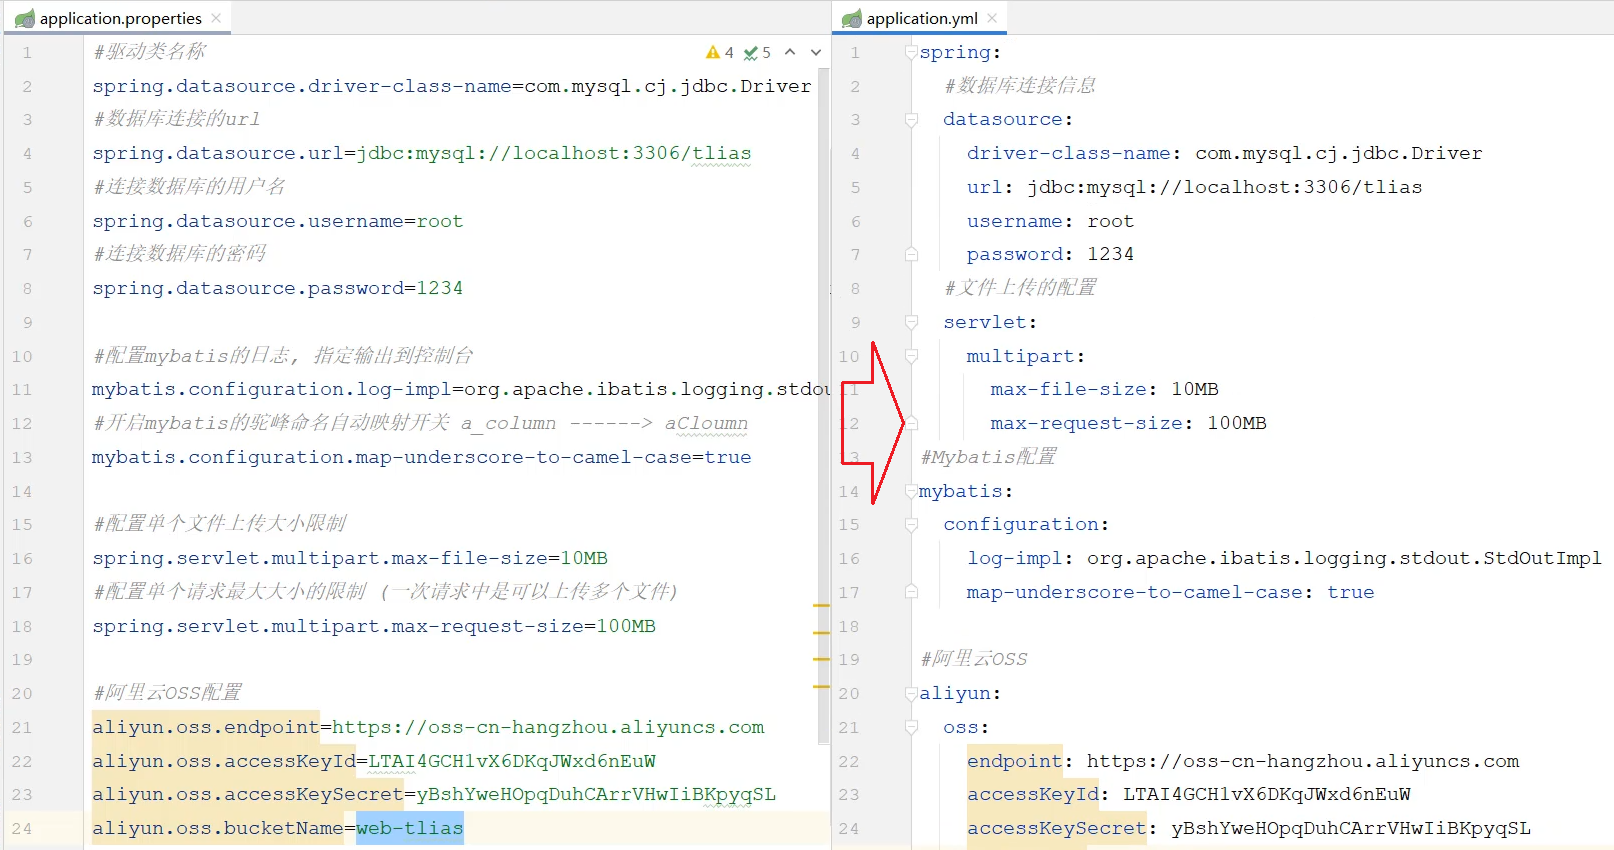 application.properties
4 5
1 #驱动类名称
2 spring.datasource.driver-class-name=com.mysql.cj.jdbc.Driver
3 #数据库连接的url
4 spring.datasource.url=jdbc:mysql://localhost:3306/tlias
5 #连接数据库的用户名
6 spring.datasource.username=root
7 #连接数据库的密码
8 spring.datasource.password=1234
9
10 #配置mybatis的日志, 指定输出到控制台
11 mybatis.configuration.log-impl=org.apache.ibatis.logging.stdou
12 #开启mybatis的驼峰命名自动映射开关 a_column ------> aCloumn
13 mybatis.configuration.map-underscore-to-camel-case=true
14
15 #配置单个文件上传大小限制
16 spring.servlet.multipart.max-file-size=10MB
17 #配置单个请求最大大小的限制 (一次请求中是可以上传多个文件)
18 spring.servlet.multipart.max-request-size=100MB
19
20 #阿里云OSS配置
21 aliyun.oss.endpoint=https://oss-cn-hangzhou.aliyuncs.com
22 aliyun.oss.accessKeyId=LTAI4GCH1vX6DKqJWxd6nEuW
23 aliyun.oss.accessKeySecret=yBshYweHOpqDuhCArrVHwIiBKpyqSL
24 aliyun.oss.bucketName=web-tlias
application.yml
1 spring:
2 #数据库连接信息
3 datasource:
4 driver-class-name: com.mysql.cj.jdbc.Driver
5 url: jdbc:mysql://localhost:3306/tlias
6 username: root
7 password: 1234
8 #文件上传的配置
9 servlet:
10 multipart:
11 max-file-size: 10MB
12 max-request-size: 100MB
13 #Mybatis配置
14 mybatis:
15 configuration:
16 log-impl: org.apache.ibatis.logging.stdout.StdOutImpl
17 map-underscore-to-camel-case: true
18
19 #阿里云OSS
20 aliyun:
21 oss:
22 endpoint: https://oss-cn-hangzhou.aliyuncs.com
23 accessKeyId: LTAI4GCH1vX6DKqJWxd6nEuW
24 accessKeySecret: yBshYweHOpqDuhCArrVHwIiBKpyqSL